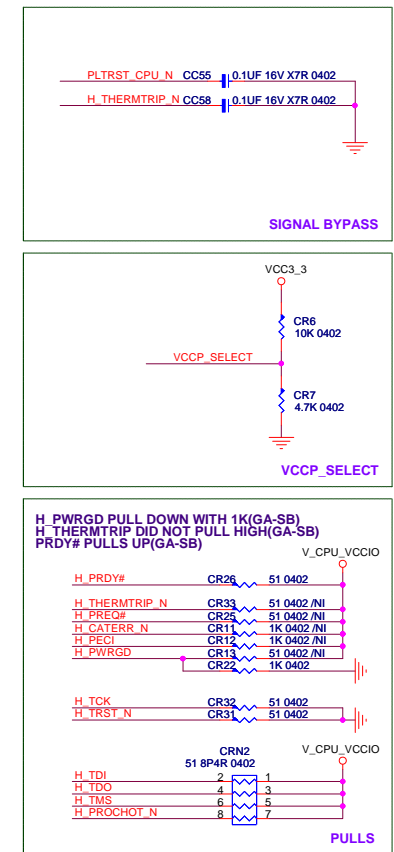 PLTRST_CPU_N CC55 0.1UF 16V X7R 0402
H_THERMTRIP_N CC58 0.1UF 16V X7R 0402
SIGNAL BYPASS
VCC3_3
CR6
10K 0402
VCCP_SELECT
CR7
4.7K 0402
VCCP_SELECT
H_PWRGD PULL DOWN WITH 1K(GA-SB)
H_THERMTRIP DID NOT PULL HIGH(GA-SB)
PRDY# PULLS UP(GA-SB)
V_CPU_VCCIO
H_PRDY# CR26 51 0402
H_THERMTRIP_N CR33 51 0402 /NI
H_PREQ# CR25 51 0402
H_CATERR_N CR11 1K 0402 /NI
H_PECI CR12 1K 0402 /NI
H_PWRGD CR13 51 0402 /NI
CR22 1K 0402
H_TCK CR32 51 0402
H_TRST_N CR31 51 0402
CRN2 V_CPU_VCCIO
51 8P4R 0402
H_TDI 2 1
H_TDO 4 3
H_TMS 6 5
H_PROCHOT_N 8 7
PULLS